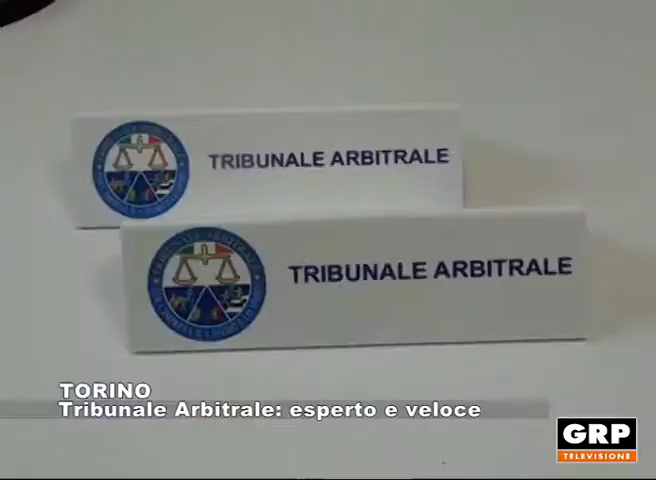 TRIBUNALE ARBITRALE
TRIBUNALE ARBITRALE
TORINO
Tribunale Arbitrale: esperto e veloce
GRP
TELEVISIONE